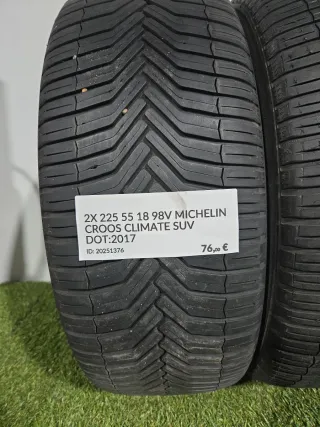 2X 225 55 18 98V MICHELIN
CROOS CLIMATE SUV
DOT:2017
ID: 20251376
76,00 €